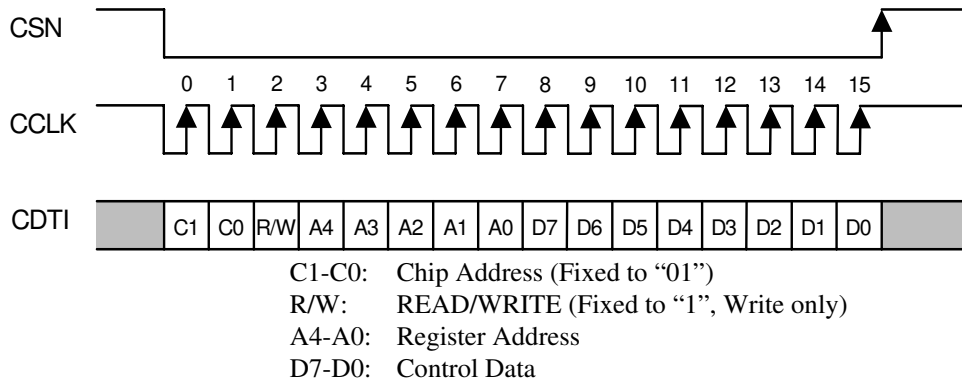 CSN
0 1 2 3 4 5 6 7 8 9 10 11 12 13 14 15
CCLK
CDTI C1 C0 R/W A4 A3 A2 A1 A0 D7 D6 D5 D4 D3 D2 D1 D0
C1-C0: Chip Address (Fixed to “01”)
R/W: READ/WRITE (Fixed to “1”, Write only)
A4-A0: Register Address
D7-D0: Control Data